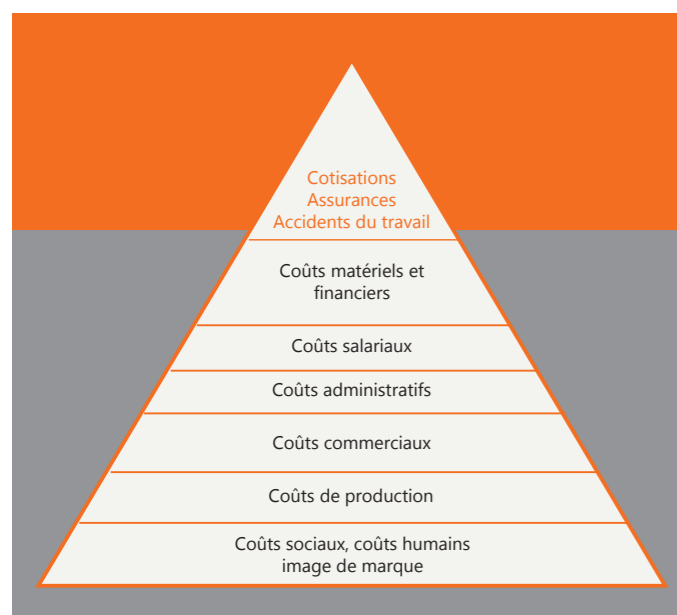 Cotisations
Assurances
Accidents du travail
Coûts matériels et
financiers
Coûts salariaux
Coûts administratifs
Coûts commerciaux
Coûts de production
Coûts sociaux, coûts humains
image de marque